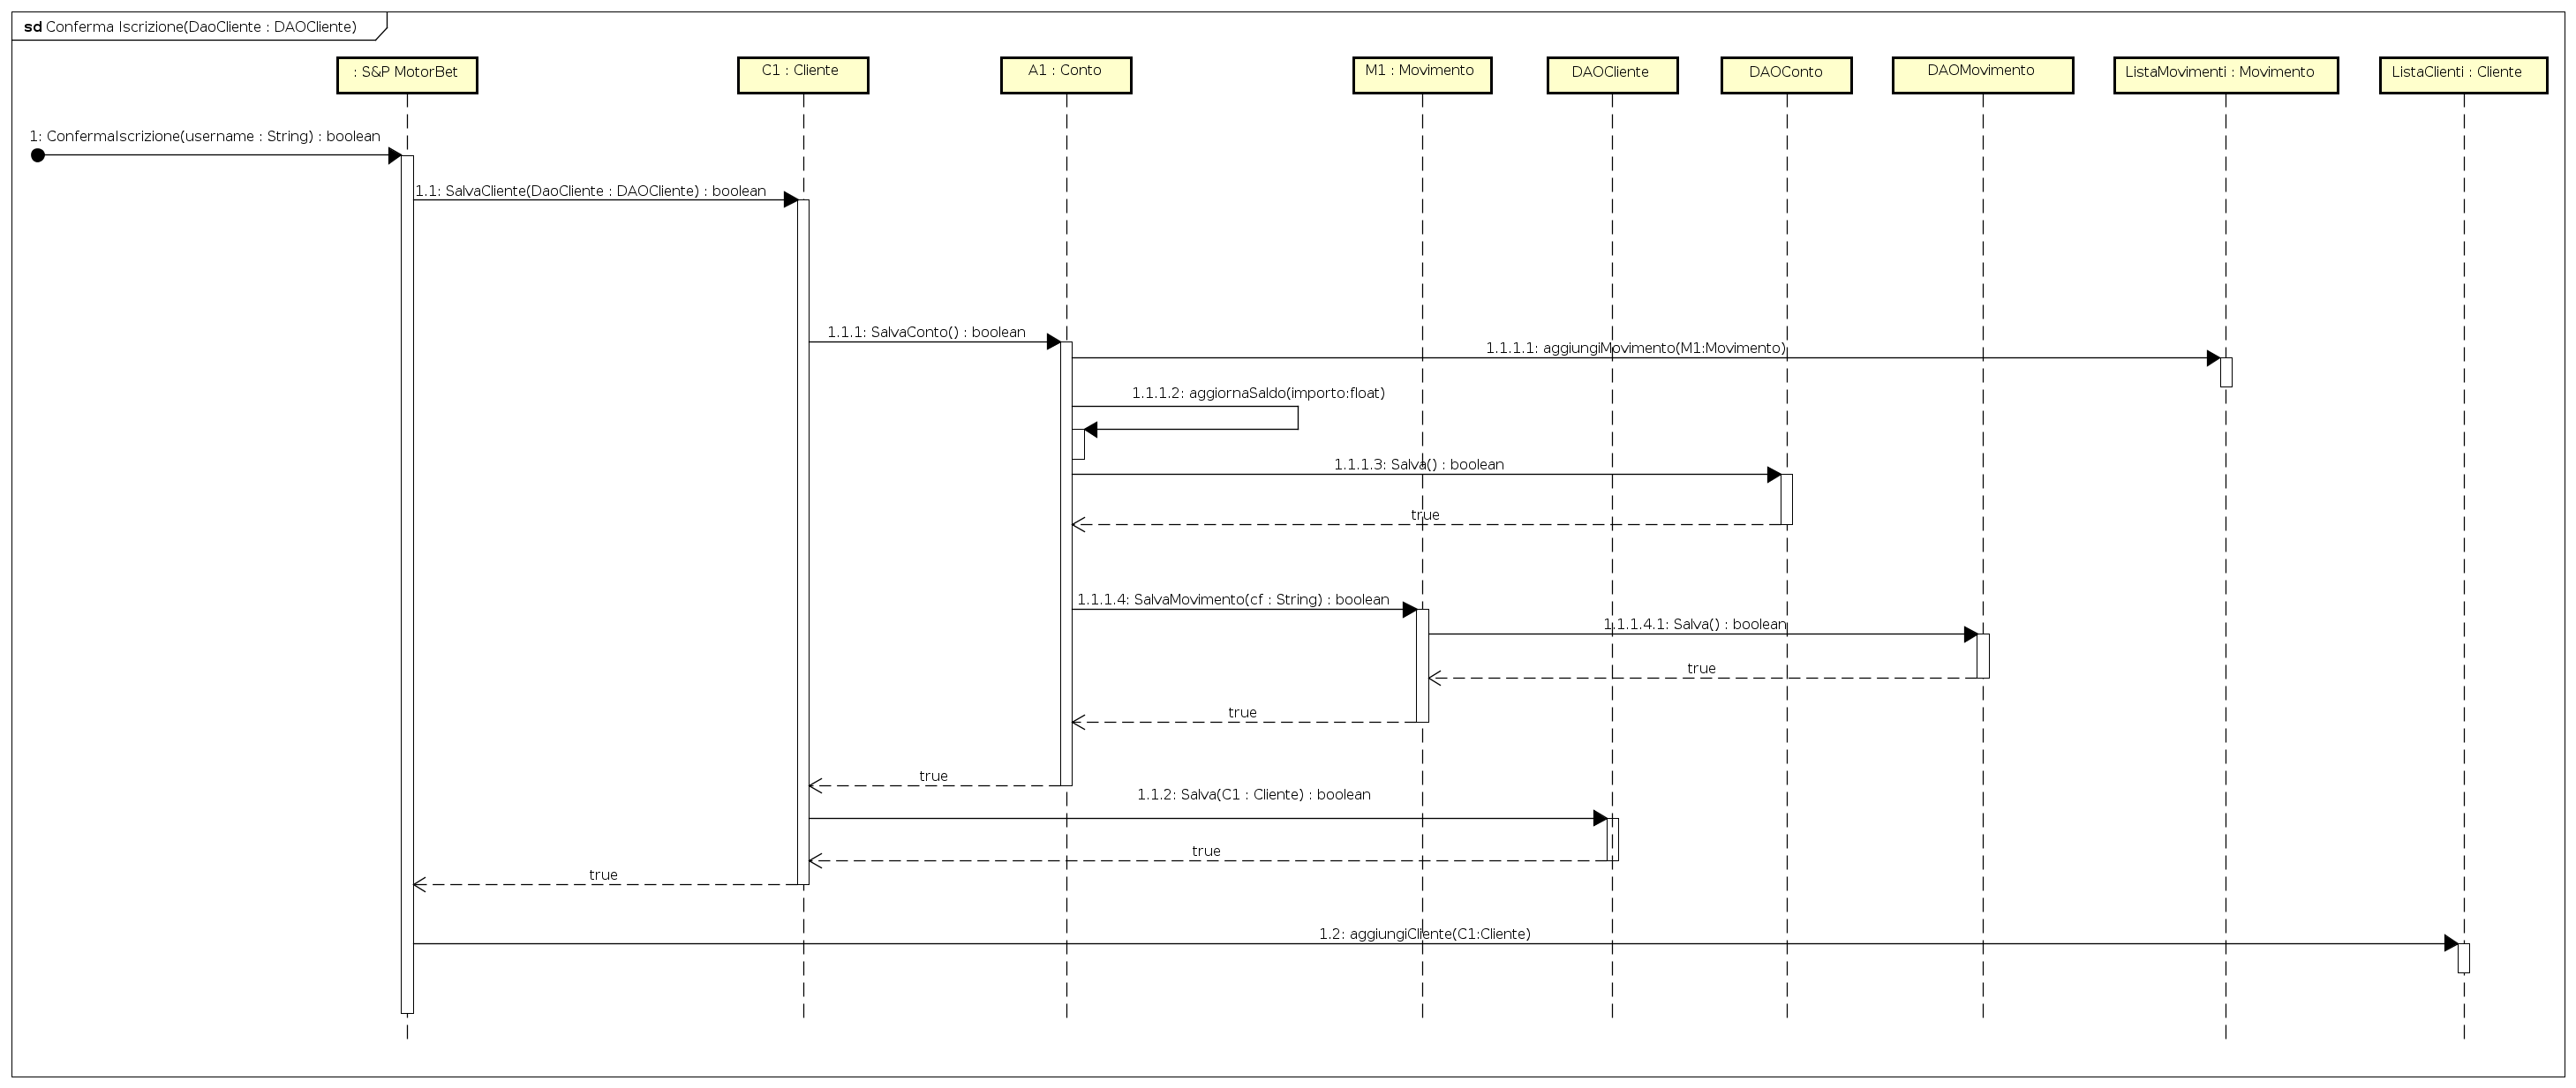 sd Conferma Iscrizione(DaoCliente : DAOCliente)
: S&P MotorBet
C1 : Cliente
A1 : Conto
M1 : Movimento
DAOCliente
DAOConto
DAOMovimento
ListaMovimenti : Movimento
ListaClienti : Cliente
1: ConfermaIscrizione(username : String) : boolean
1.1: SalvaCliente(DaoCliente : DAOCliente) : boolean
1.1.1: SalvaConto() : boolean
1.1.1.1: aggiungiMovimento(M1:Movimento)
1.1.1.2: aggiornaSaldo(importo:float)
1.1.1.3: Salva() : boolean
true
1.1.1.4: SalvaMovimento(cf : String) : boolean
1.1.1.4.1: Salva() : boolean
true
true
true
1.1.2: Salva(C1 : Cliente) : boolean
true
true
1.2: aggiungiCliente(C1:Cliente)